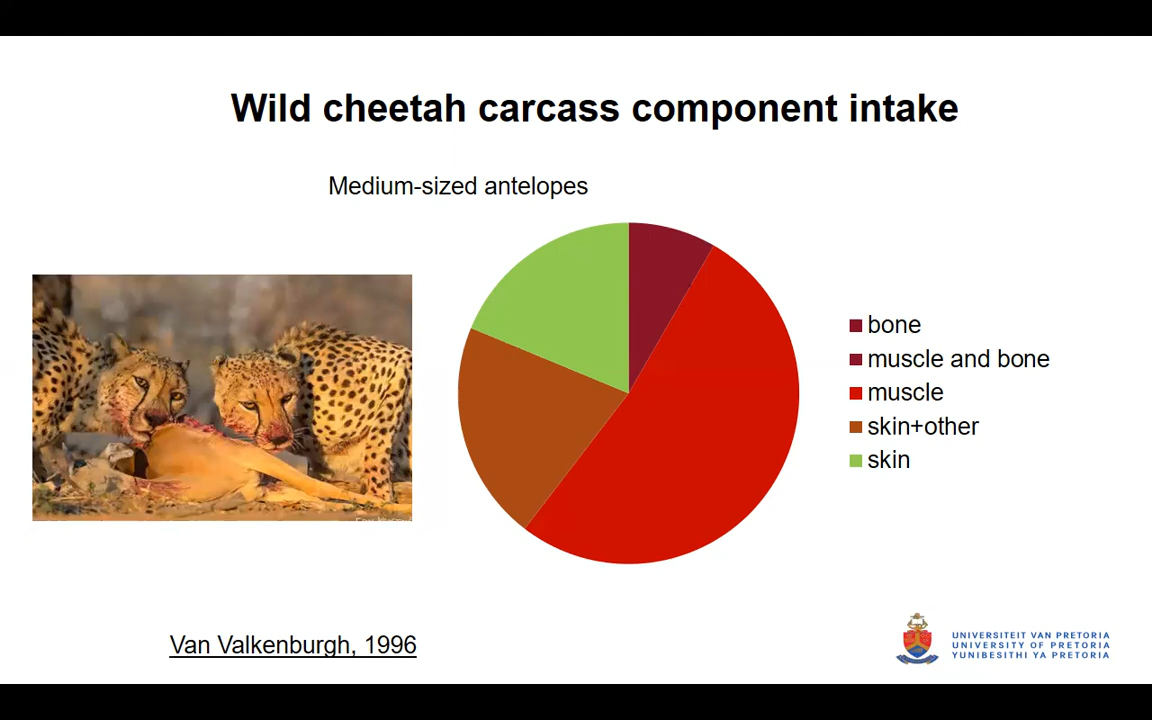 Wild cheetah carcass component intake
Medium-sized antelopes
bone
muscle and bone
muscle
skin+other
skin
Van Valkenburgh, 1996
UNIVERSITEIT VAN PRETORIA
UNIVERSITY OF PRETORIA
YUNIBESITHI YA PRETORIA